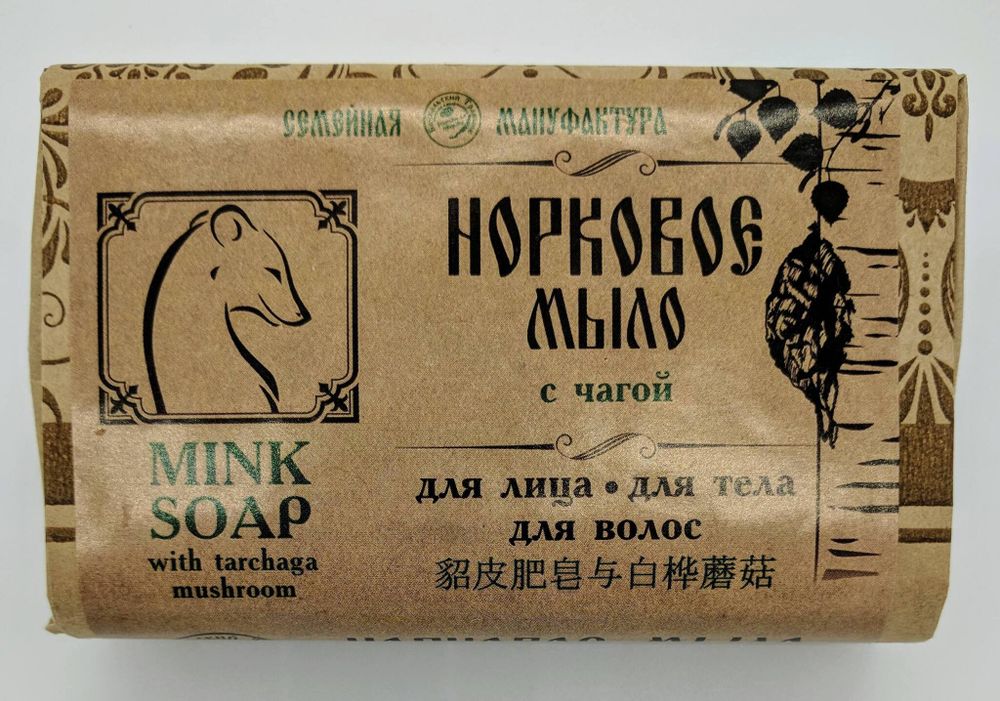 СЕМЕЙНАЯ МАНУФАКТУРА
НОРКОВОЕ
МЫЛО
с чагой
MINK
SOAP
with tarchaga
mushroom
для лица • для тела
для волос
貂皮肥皂与白桦蘑菇